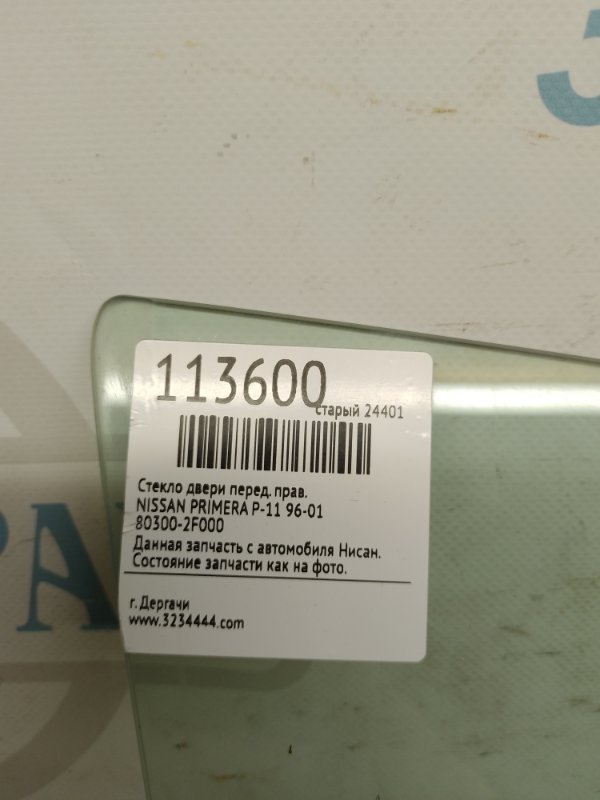 113600
старый 24401
Стекло двери перед. прав.
NISSAN PRIMERA P-11 96-01
80300-2F000
Данная запчасть с автомобиля Нисан.
Состояние запчасти как на фото.
г. Дергачи
www.3234444.com